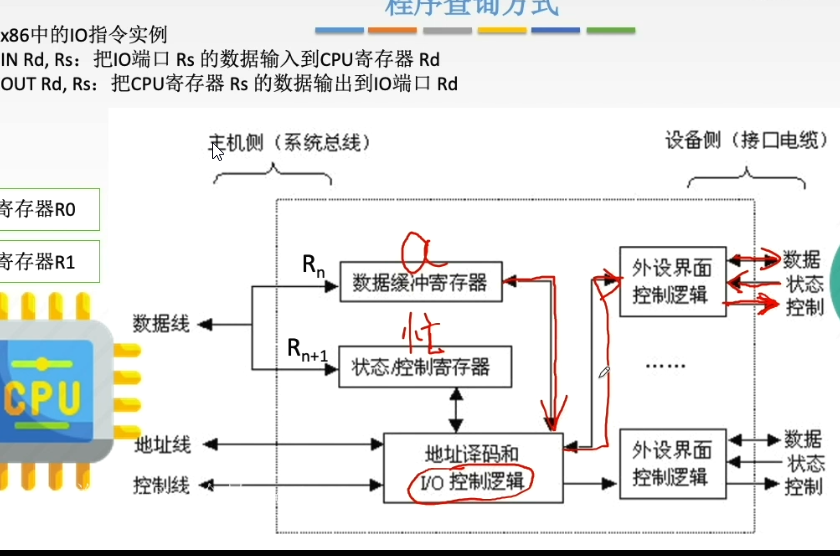 程序查询方式
x86中的IO指令实例
IN Rd, Rs：把IO端口 Rs 的数据输入到CPU寄存器 Rd
OUT Rd, Rs：把CPU寄存器 Rs 的数据输出到IO端口 Rd
主机侧（系统总线）
设备侧（接口电缆）
寄存器R0
寄存器R1
CPU
a
Rn
数据缓冲寄存器
数据线
忙
Rn+1
状态/控制寄存器
地址线
控制线
地址译码和
I/O 控制逻辑
外设界面
控制逻辑
数据
状态
控制
……
外设界面
控制逻辑
数据
状态
控制